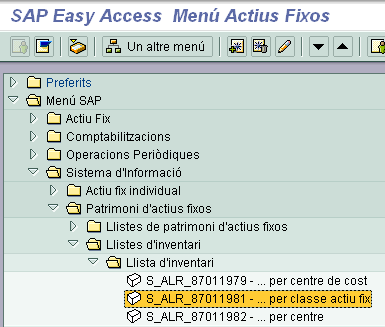 SAP Easy Access Menú Actius Fixos
Un altre menú
Preferits
Menú SAP
Actiu Fix
Comptabilitzacions
Operacions Periòdiques
Sistema d'Informació
Actiu fix individual
Patrimoni d'actius fixos
Llistes de patrimoni d'actius fixos
Llistes d'inventari
Llista d'inventari
S_ALR_87011979 - ... per centre de cost
S_ALR_87011981 - ... per classe actiu fix
S_ALR_87011982 - ... per centre